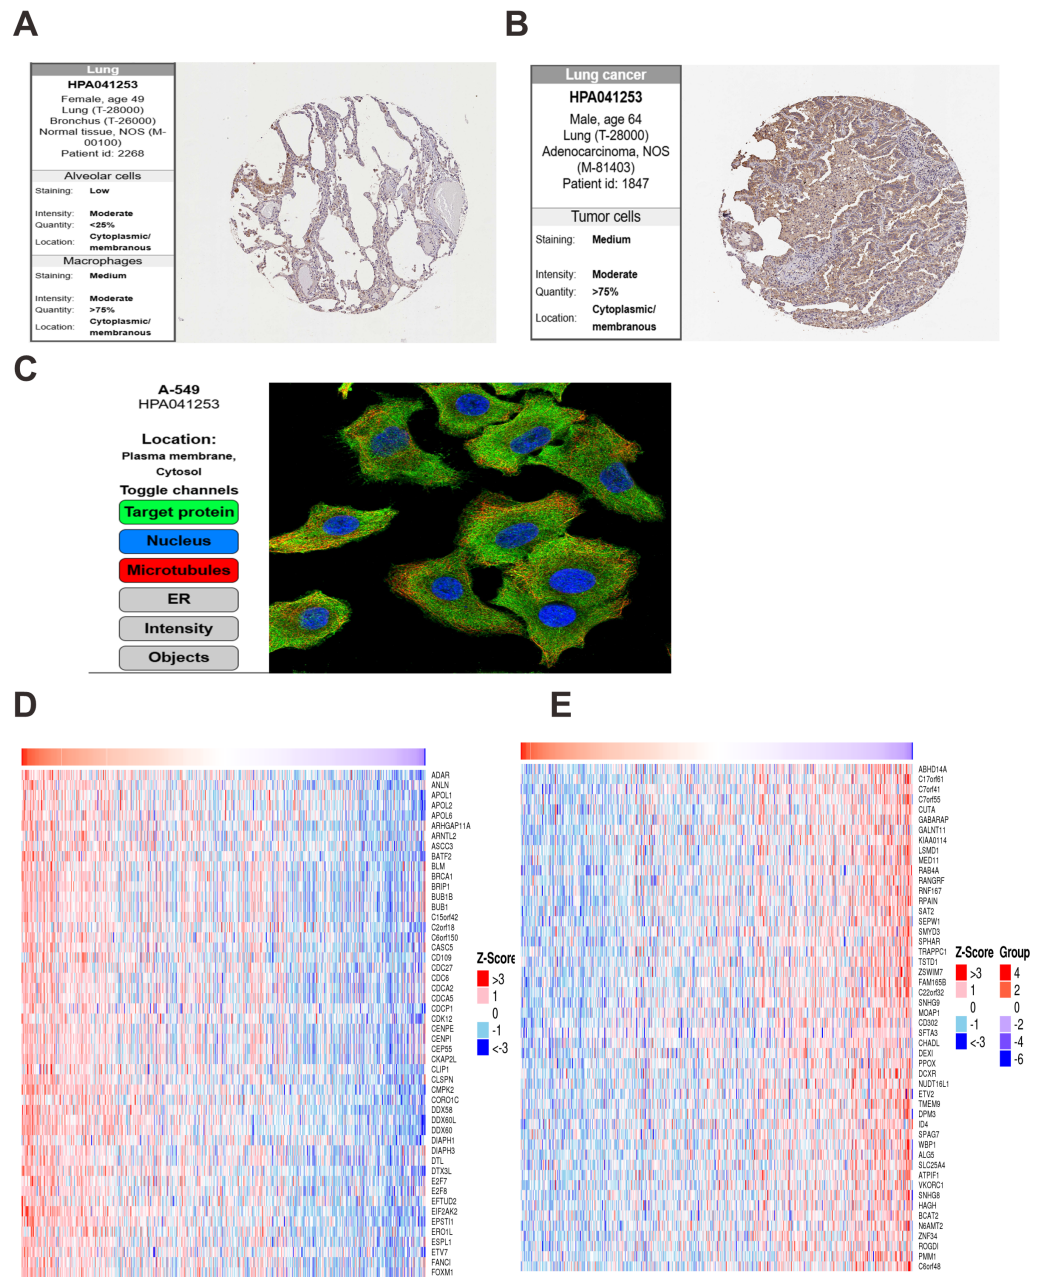 A
Lung
HPA041253
Female, age 49
Lung (T-28000)
Bronchus (T-26000)
Normal tissue, NOS (M-
00100)
Patient id: 2268
Alveolar cells
Staining: Low
Intensity: Moderate
Quantity: <25%
Location: Cytoplasmic/
membranous
Macrophages
Staining: Medium
Intensity: Moderate
Quantity: >75%
Location: Cytoplasmic/
membranous
B
Lung cancer
HPA041253
Male, age 64
Lung (T-28000)
Adenocarcinoma, NOS
(M-81403)
Patient id: 1847
Tumor cells
Staining: Medium
Intensity: Moderate
Quantity: >75%
Location: Cytoplasmic/
membranous
C
A-549
HPA041253
Location:
Plasma membrane,
Cytosol
Toggle channels
Target protein
Nucleus
Microtubules
ER
Intensity
Objects
D
ADAR
ANLN
APOL1
APOL2
APOL6
ARHGAP11A
ARNTL2
ASCC3
BATF2
BLM
BRCA1
BRIP1
BUB1B
BUB1
C15orf42
C2orf18
C6orf150
CASC5
CD109
CDC27
CDC6
CDCA2
CDCA5
CDCP1
CDK12
CENPE
CENPI
CEP55
CKAP2L
CLIP1
CLSPN
CMPK2
CORO1C
DDX58
DDX60L
DDX60
DIAPH1
DIAPH3
DTL
DTX3L
E2F7
E2F8
EFTUD2
EIF2AK2
EPSTI1
ERO1L
ESPL1
ETV7
FANCI
FOXM1
Z-Score
>3
1
0
-1
<-3
E
ABHD14A
C17orf61
C7orf41
C7orf55
CUTA
GABARAP
GALNT11
KIAA0114
LSMD1
MED11
RAB4A
RANGRF
RNF167
RPAIN
SAT2
SEPW1
SMYD3
SPHAR
TRAPPC1
TSTD1
ZSWIM7
FAM165B
C22orf32
SNHG9
MOAP1
CD302
SFTA3
CHADL
DEXI
PPOX
DCXR
NUDT16L1
ETV2
TMEM9
DPM3
ID4
SPAG7
WBP1
ALG5
SLC25A4
ATPIF1
VKORC1
SNHG8
HAGH
BCAT2
N6AMT2
ZNF34
ROGDI
PMM1
C6orf48
Z-Score Group
>3 4
1 2
0 0
-1 -2
<-3 -4
-6